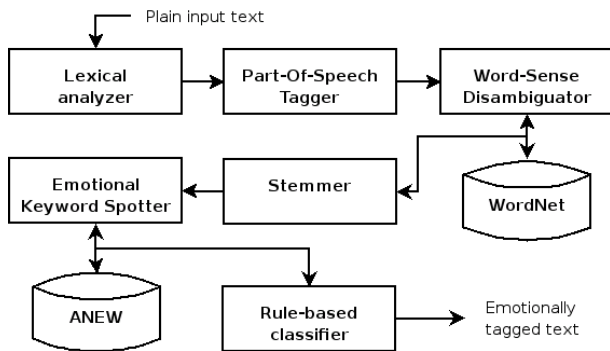 Plain input text
Lexical
analyzer
Part-Of-Speech
Tagger
Word-Sense
Disambiguator
Emotional
Keyword Spotter
Stemmer
WordNet
ANEW
Rule-based
classifier
Emotionally
tagged text